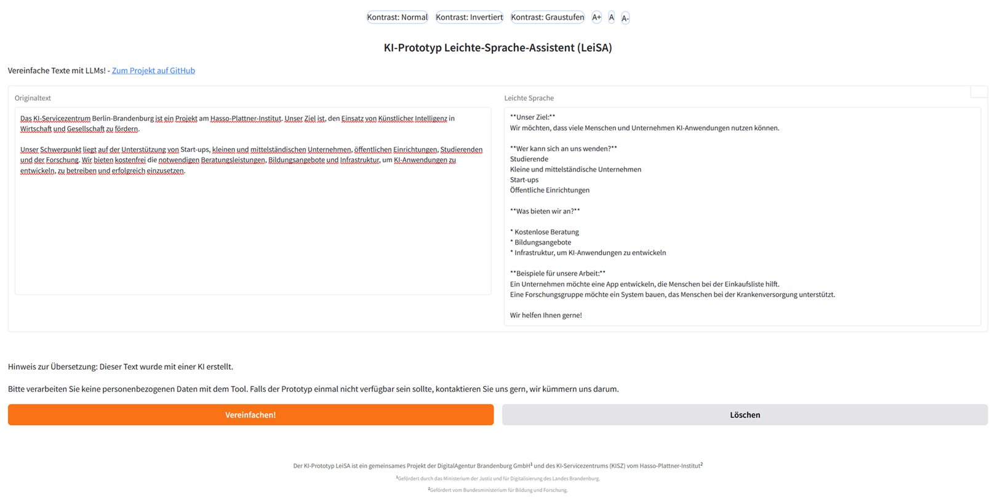 Kontrast: Normal Kontrast: Invertiert Kontrast: Graustufen A+ A A-
KI-Prototyp Leichte-Sprache-Assistent (LeiSA)
Vereinfache Texte mit LLMs! - Zum Projekt auf GitHub
Originaltext
Das KI-Servicezentrum Berlin-Brandenburg ist ein Projekt am Hasso-Plattner-Institut. Unser Ziel ist, den Einsatz von Künstlicher Intelligenz in
Wirtschaft und Gesellschaft zu fördern.
Unser Schwerpunkt liegt auf der Unterstützung von Start-ups, kleinen und mittelständischen Unternehmen, öffentlichen Einrichtungen, Studierenden
und der Forschung. Wir bieten kostenfrei die notwendigen Beratungsleistungen, Bildungsangebote und Infrastruktur, um KI-Anwendungen zu
entwickeln, zu betreiben und erfolgreich einzusetzen.
Leichte Sprache
**Unser Ziel:**
Wir möchten, dass viele Menschen und Unternehmen KI-Anwendungen nutzen können.
**Wer kann sich an uns wenden?**
Studierende
Kleine und mittelständische Unternehmen
Start-ups
Öffentliche Einrichtungen
**Was bieten wir an?**
* Kostenlose Beratung
* Bildungsangebote
* Infrastruktur, um KI-Anwendungen zu entwickeln
**Beispiele für unsere Arbeit:**
Ein Unternehmen möchte eine App entwickeln, die Menschen bei der Einkaufsliste hilft.
Eine Forschungsgruppe möchte ein System bauen, das Menschen bei der Krankenversorgung unterstützt.
Wir helfen Ihnen gerne!
Hinweis zur Übersetzung: Dieser Text wurde mit einer KI erstellt.
Bitte verarbeiten Sie keine personenbezogenen Daten mit dem Tool. Falls der Prototyp einmal nicht verfügbar sein sollte, kontaktieren Sie uns gern, wir kümmern uns darum.
Vereinfachen! Löschen
Der KI-Prototyp LeiSA ist ein gemeinsames Projekt der DigitalAgentur Brandenburg GmbH¹ und des KI-Servicezentrums (KISZ) vom Hasso-Plattner-Institut²
¹Gefördert durch das Ministerium der Justiz und für Digitalisierung des Landes Brandenburg.
²Gefördert vom Bundesministerium für Bildung und Forschung.